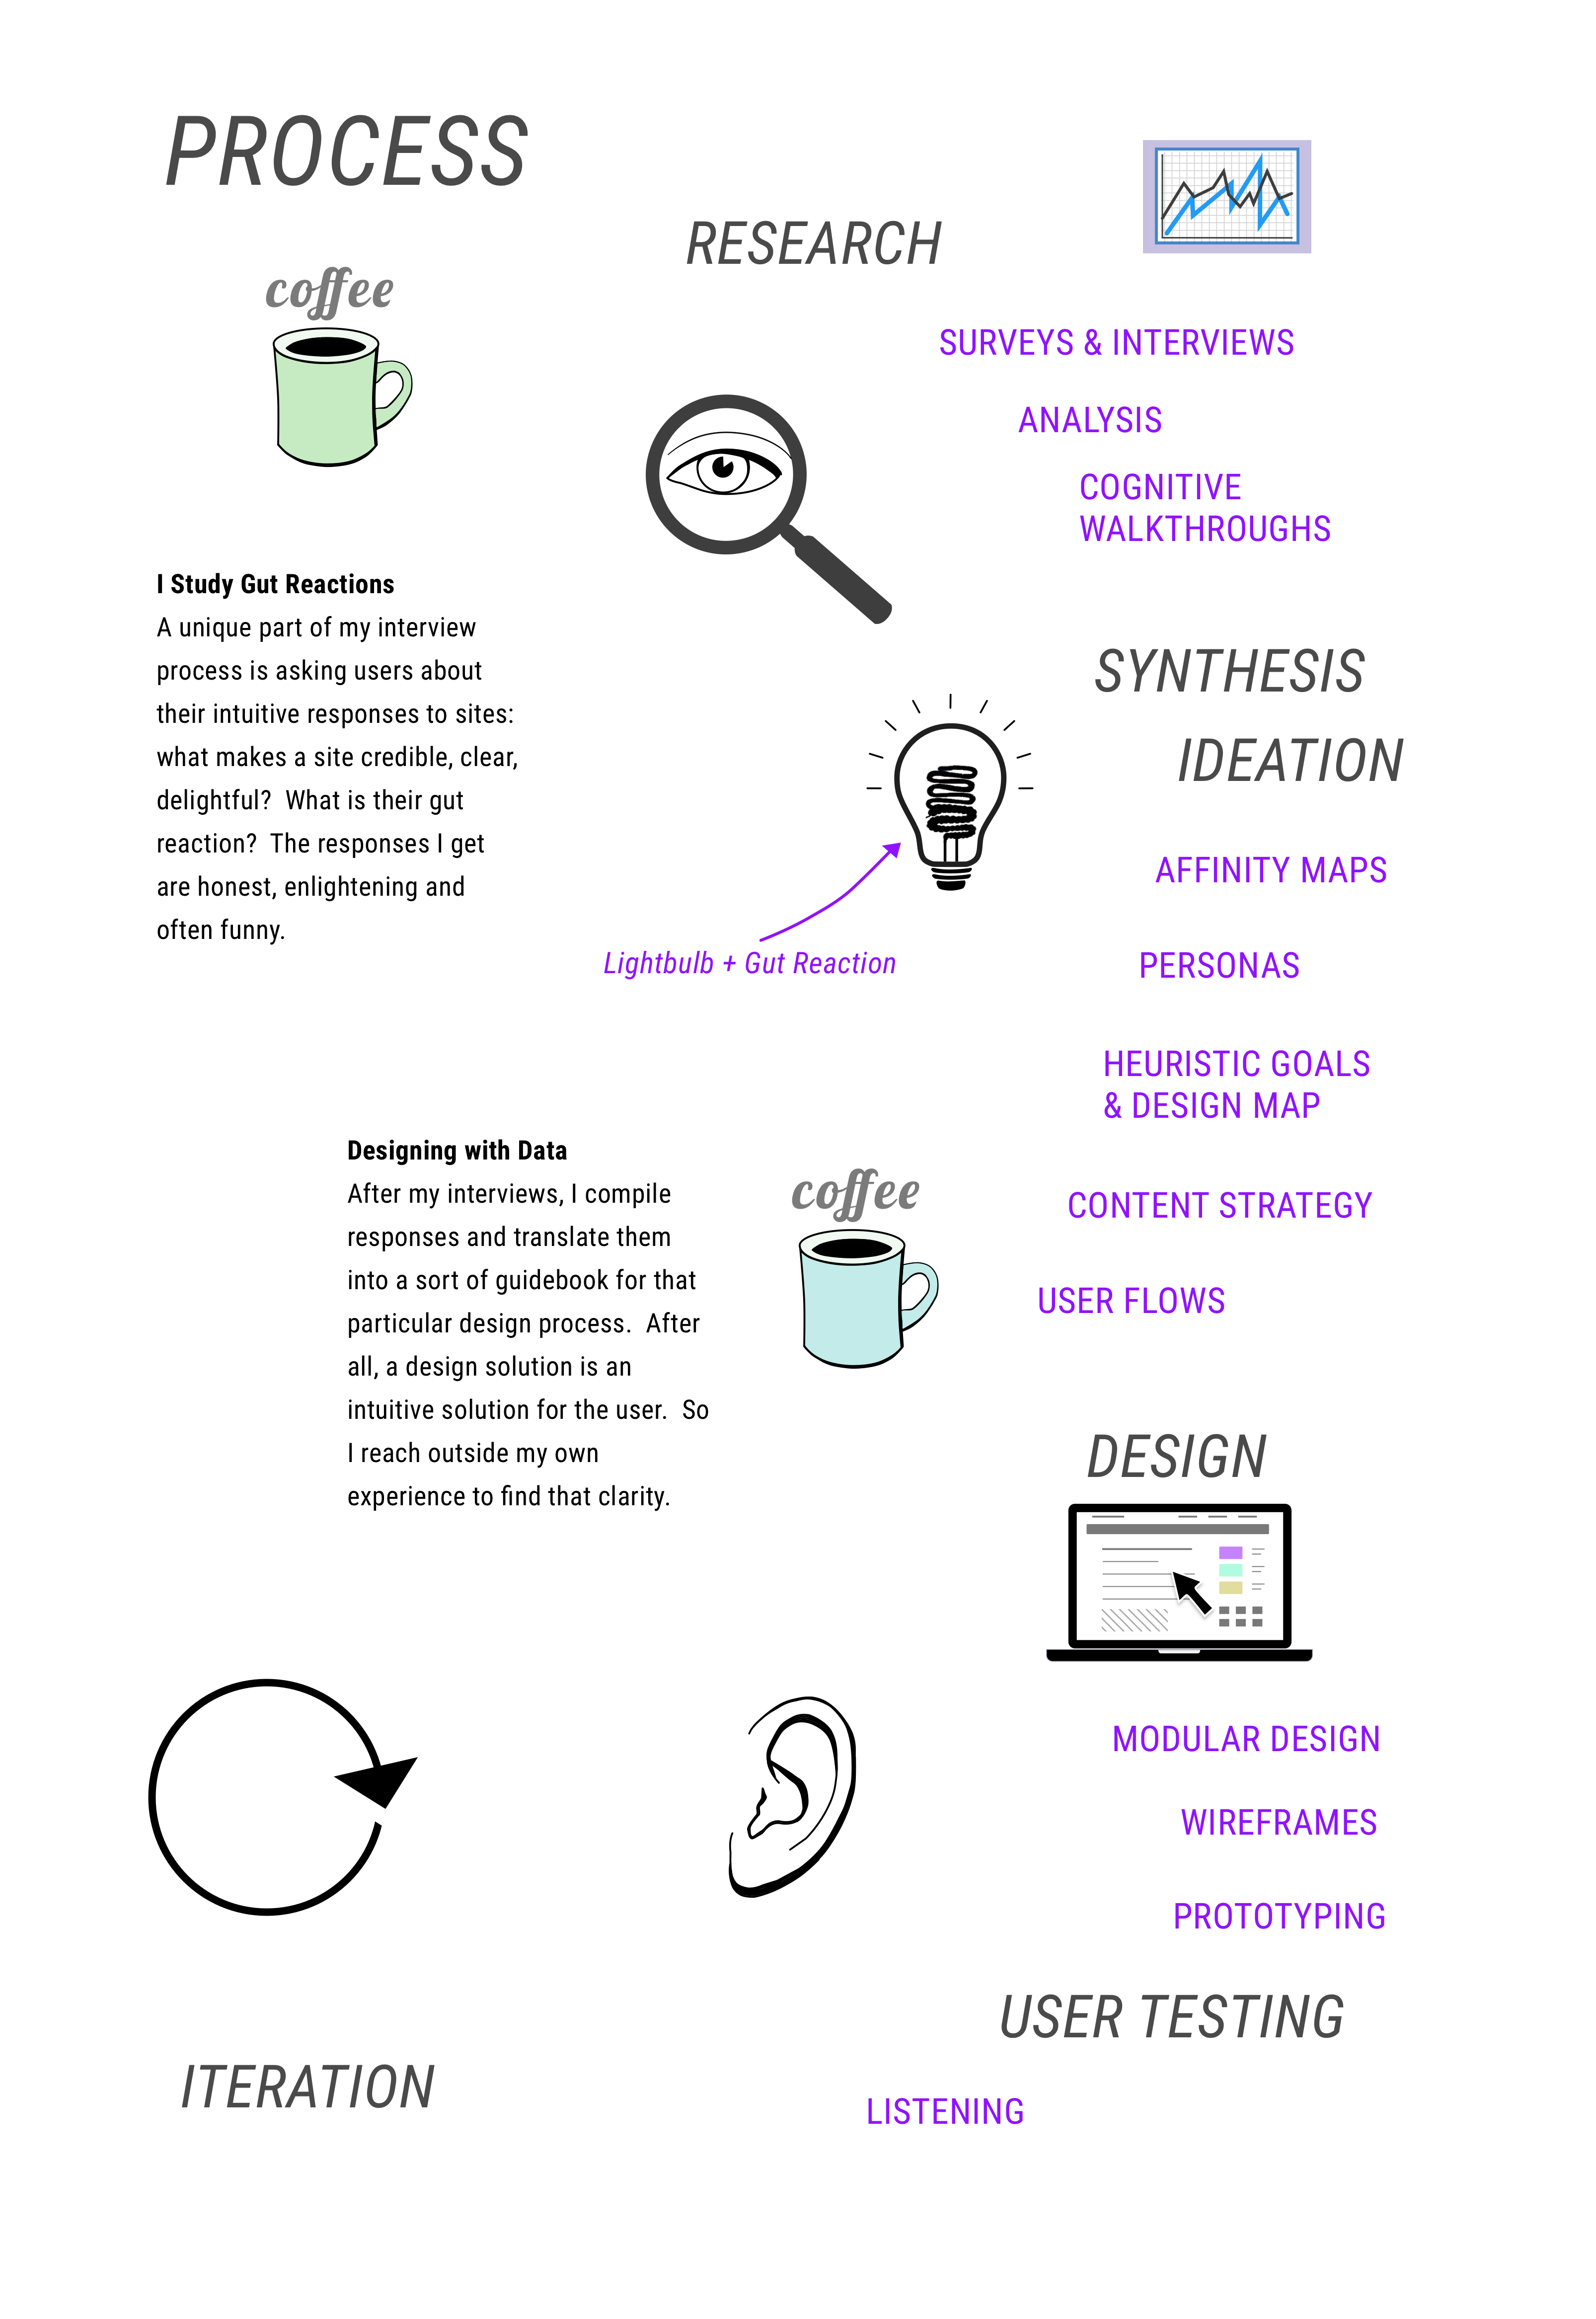 PROCESS
coffee
RESEARCH
SURVEYS & INTERVIEWS
ANALYSIS
COGNITIVE
WALKTHROUGHS
I Study Gut Reactions
A unique part of my interview
process is asking users about
their intuitive responses to sites:
what makes a site credible, clear,
delightful?  What is their gut
reaction?  The responses I get
are honest, enlightening and
often funny.
SYNTHESIS
IDEATION
Lightbulb + Gut Reaction
AFFINITY MAPS
PERSONAS
HEURISTIC GOALS
& DESIGN MAP
CONTENT STRATEGY
USER FLOWS
Designing with Data
After my interviews, I compile
responses and translate them
into a sort of guidebook for that
particular design process.  After
all, a design solution is an
intuitive solution for the user.  So
I reach outside my own
experience to find that clarity.
coffee
DESIGN
MODULAR DESIGN
WIREFRAMES
PROTOTYPING
USER TESTING
LISTENING
ITERATION